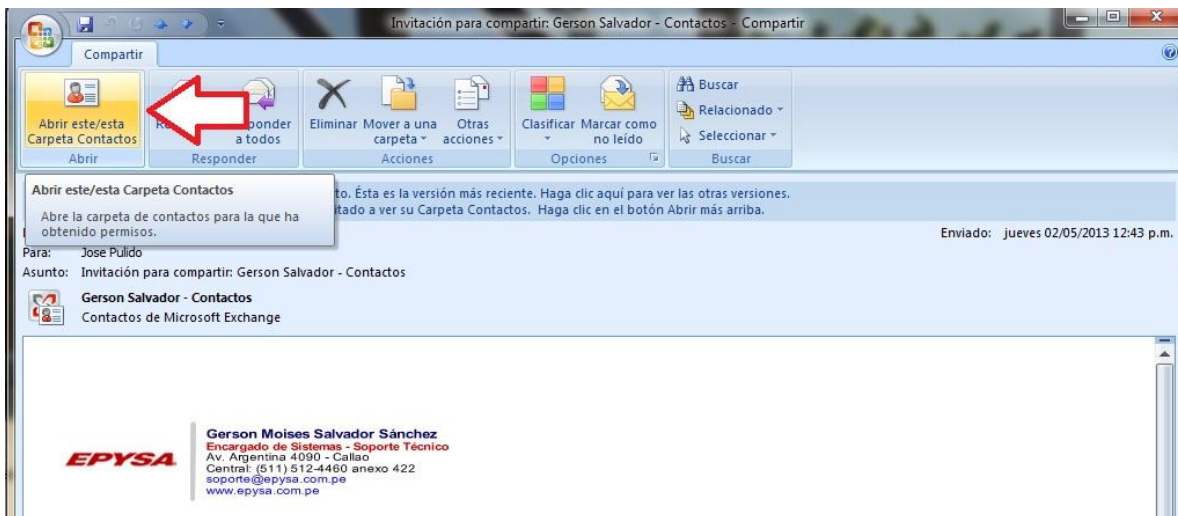 Invitación para compartir: Gerson Salvador - Contactos - Compartir
Compartir
Abrir este/esta
Carpeta Contactos
a todos
Eliminar
Mover a una
carpeta
Otras
acciones
Clasificar
Marcar como
no leído
Buscar
Relacionado
Seleccionar
Abrir
Responder
Acciones
Opciones
Buscar
Abrir este/esta Carpeta Contactos
Abre la carpeta de contactos para la que ha
obtenido permisos.
Ésta es la versión más reciente. Haga clic aquí para ver las otras versiones.
a ver su Carpeta Contactos. Haga clic en el botón Abrir más arriba.
Enviado: jueves 02/05/2013 12:43 p.m.
Para: Jose Pulido
Asunto: Invitación para compartir: Gerson Salvador - Contactos
Gerson Salvador - Contactos
Contactos de Microsoft Exchange
EPYSA
Gerson Moises Salvador Sánchez
Encargado de Sistemas - Soporte Técnico
Av. Argentina 4090 - Callao
Central: (511) 512-4460 anexo 422
soporte@epysa.com.pe
www.epysa.com.pe